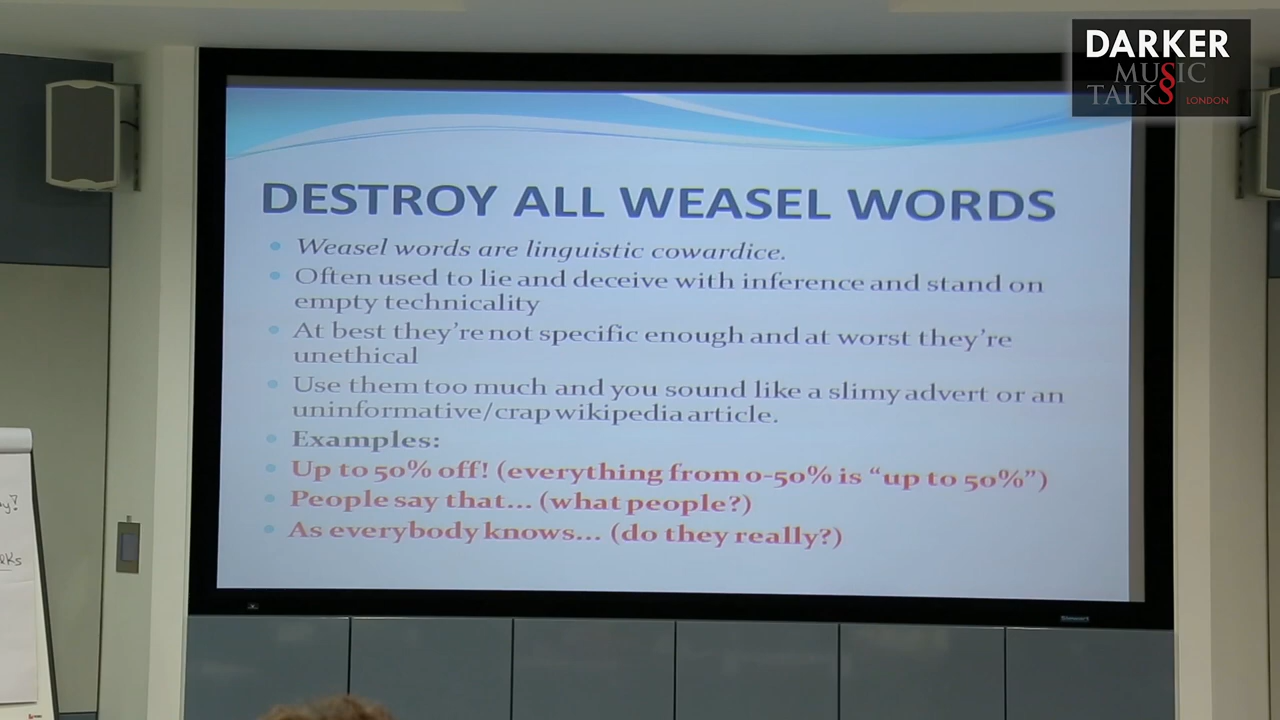 DARKER
MUSIC
TALKS LONDON
DESTROY ALL WEASEL WORDS
Weasel words are linguistic cowardice.
Often used to lie and deceive with inference and stand on
empty technicality
At best they're not specific enough and at worst they're
unethical
Use them too much and you sound like a slimy advert or an
uninformative/crap wikipedia article.
Examples:
Up to 50% off! (everything from 0-50% is “up to 50%”)
People say that... (what people?)
As everybody knows... (do they really?)